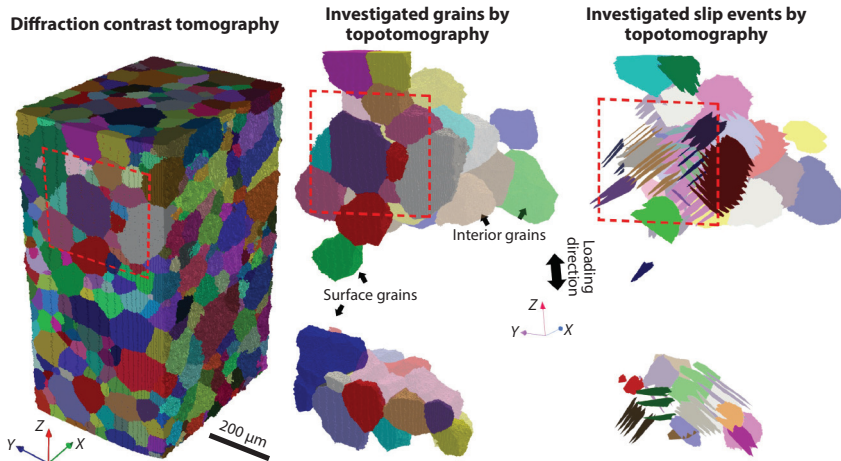 Diffraction contrast tomography
Investigated grains by
topotomography
Investigated slip events by
topotomography
Interior grains
Surface grains
Loading
direction
Z
Y
X
Z
Y
X
200 µm